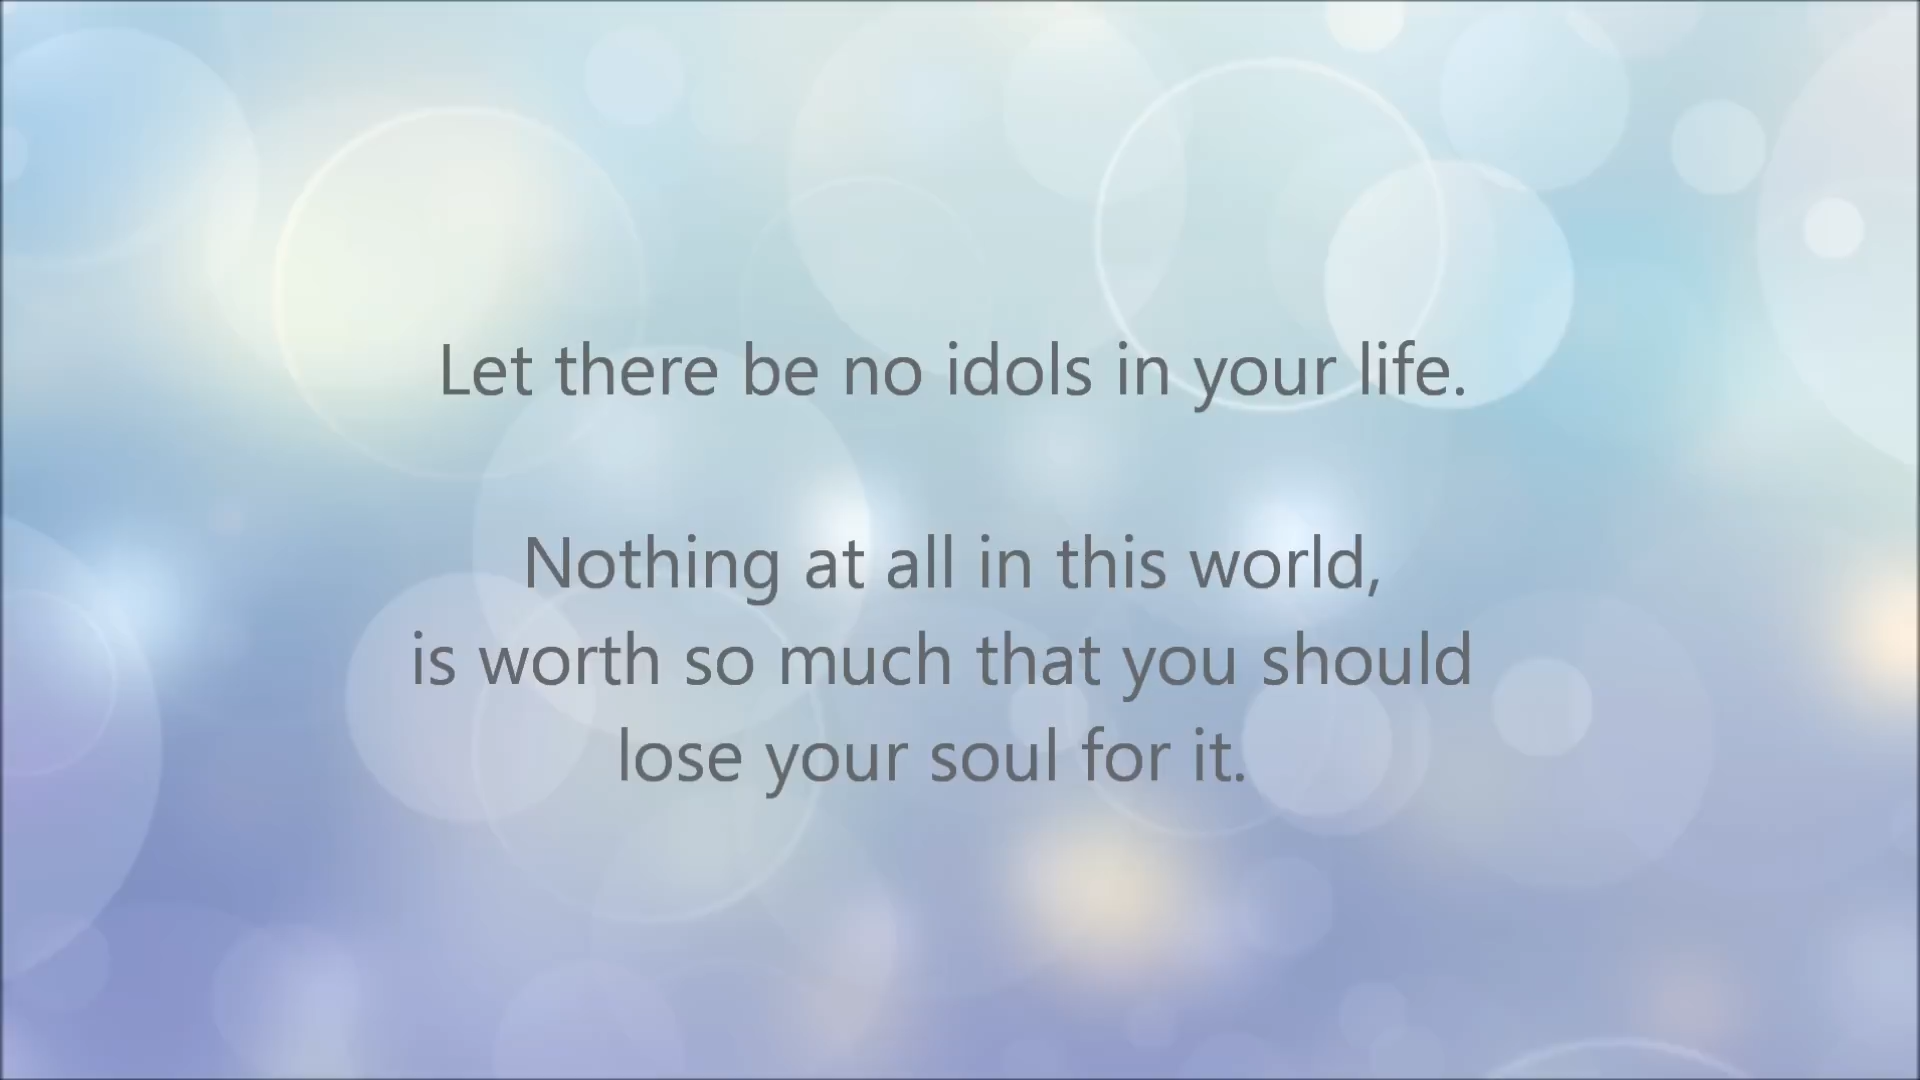 Let there be no idols in your life.
Nothing at all in this world,
is worth so much that you should
lose your soul for it.